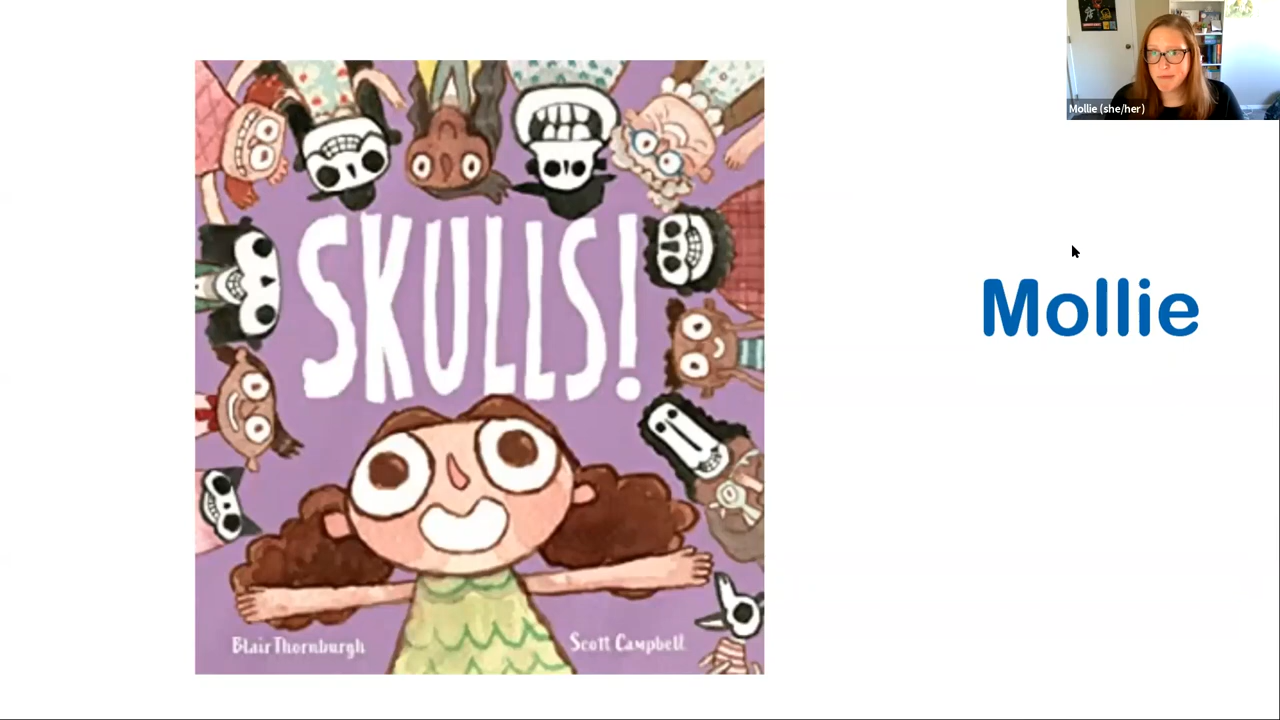 Mollie (she/her)
SKULLS!
Mollie
Blair Thornburgh
Scott Campbell